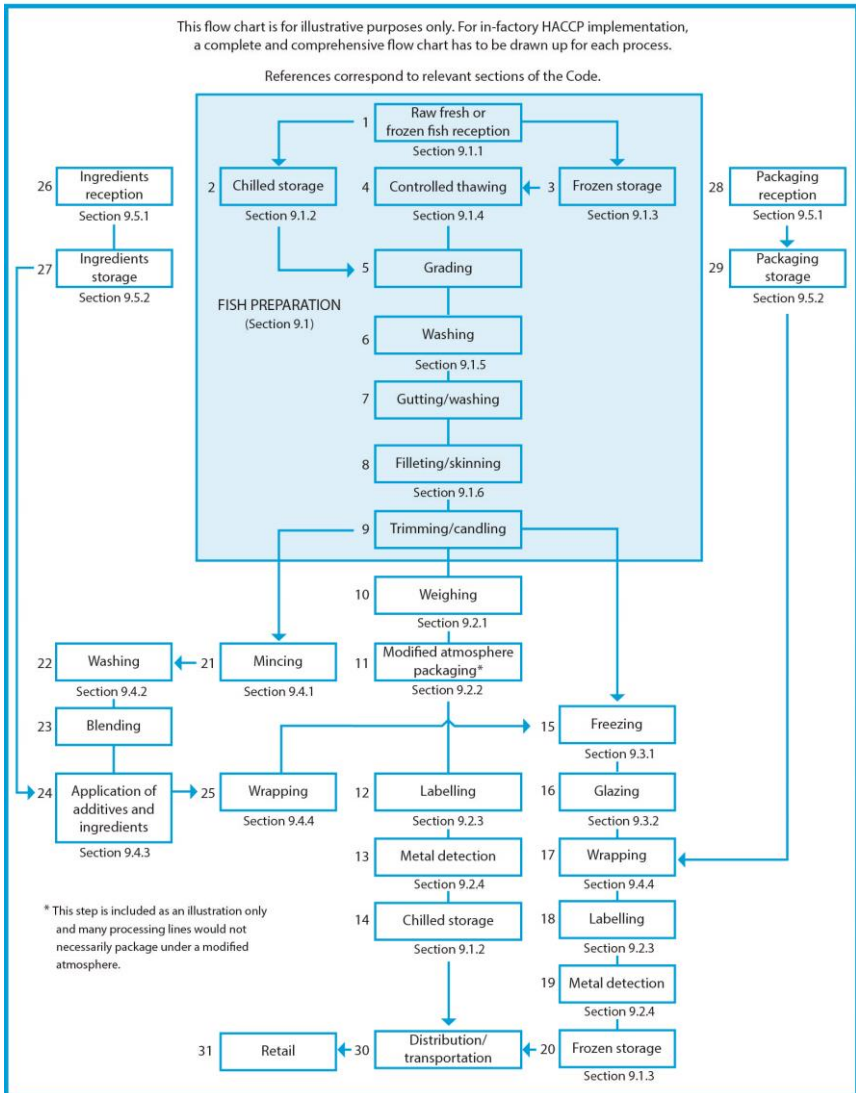 This flow chart is for illustrative purposes only. For in-factory HACCP implementation,
a complete and comprehensive flow chart has to be drawn up for each process.
References correspond to relevant sections of the Code.
1
Raw fresh or
frozen fish reception
Section 9.1.1
26
Ingredients
reception
Section 9.5.1
2
Chilled storage
Section 9.1.2
4
Controlled thawing
Section 9.1.4
3
Frozen storage
Section 9.1.3
28
Packaging
reception
Section 9.5.1
27
Ingredients
storage
Section 9.5.2
5
Grading
29
Packaging
storage
Section 9.5.2
FISH PREPARATION
(Section 9.1)
6
Washing
Section 9.1.5
7
Gutting/washing
8
Filleting/skinning
Section 9.1.6
9
Trimming/candling
10
Weighing
Section 9.2.1
22
Washing
Section 9.4.2
21
Mincing
Section 9.4.1
11
Modified atmosphere
packaging*
Section 9.2.2
23
Blending
15
Freezing
Section 9.3.1
24
Application of
additives and
ingredients
Section 9.4.3
25
Wrapping
Section 9.4.4
12
Labelling
Section 9.2.3
16
Glazing
Section 9.3.2
13
Metal detection
Section 9.2.4
17
Wrapping
Section 9.4.4
* This step is included as an illustration only
and many processing lines would not
necessarily package under a modified
atmosphere.
14
Chilled storage
Section 9.1.2
18
Labelling
Section 9.2.3
19
Metal detection
Section 9.2.4
31
Retail
30
Distribution/
transportation
20
Frozen storage
Section 9.1.3